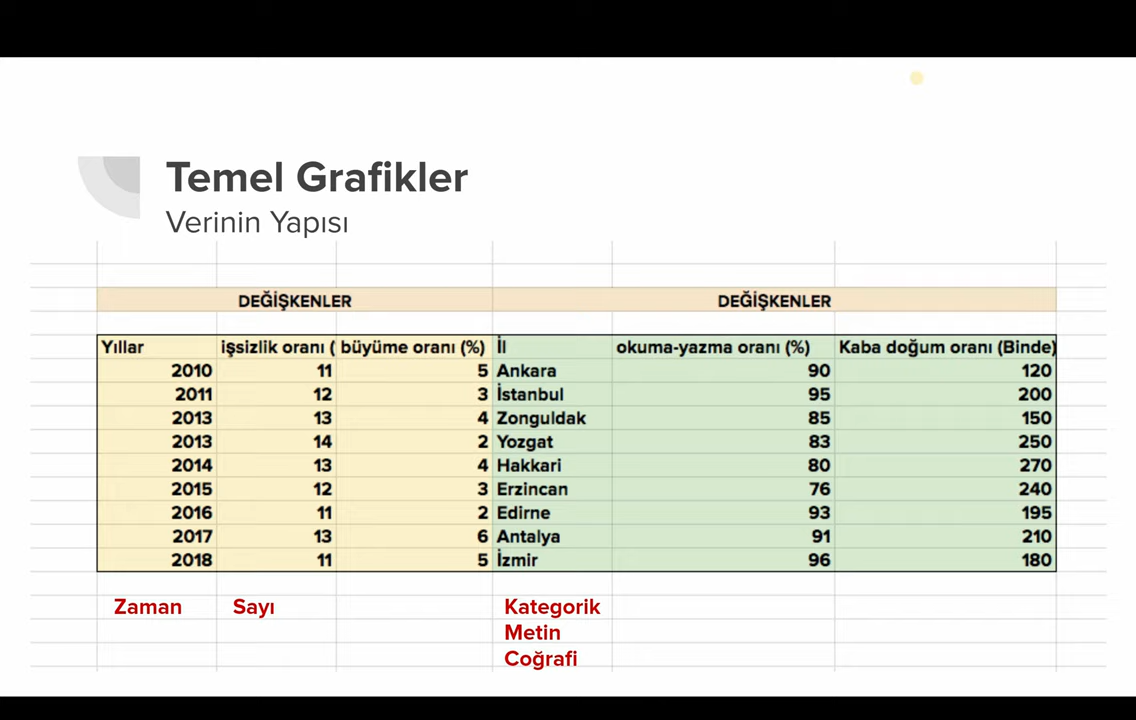 Temel Grafikler
Verinin Yapısı
DEĞİŞKENLER DEĞİŞKENLER
Yıllar işsizlik oranı ( büyüme oranı (%) İl okuma-yazma oranı (%) Kaba doğum oranı (Binde)
2010 11 5 Ankara 90 120
2011 12 3 İstanbul 95 200
2013 13 4 Zonguldak 85 150
2013 14 2 Yozgat 83 250
2014 13 4 Hakkari 80 270
2015 12 3 Erzincan 76 240
2016 11 2 Edirne 93 195
2017 13 6 Antalya 91 210
2018 11 5 İzmir 96 180
Zaman Sayı Kategorik
Metin
Coğrafi